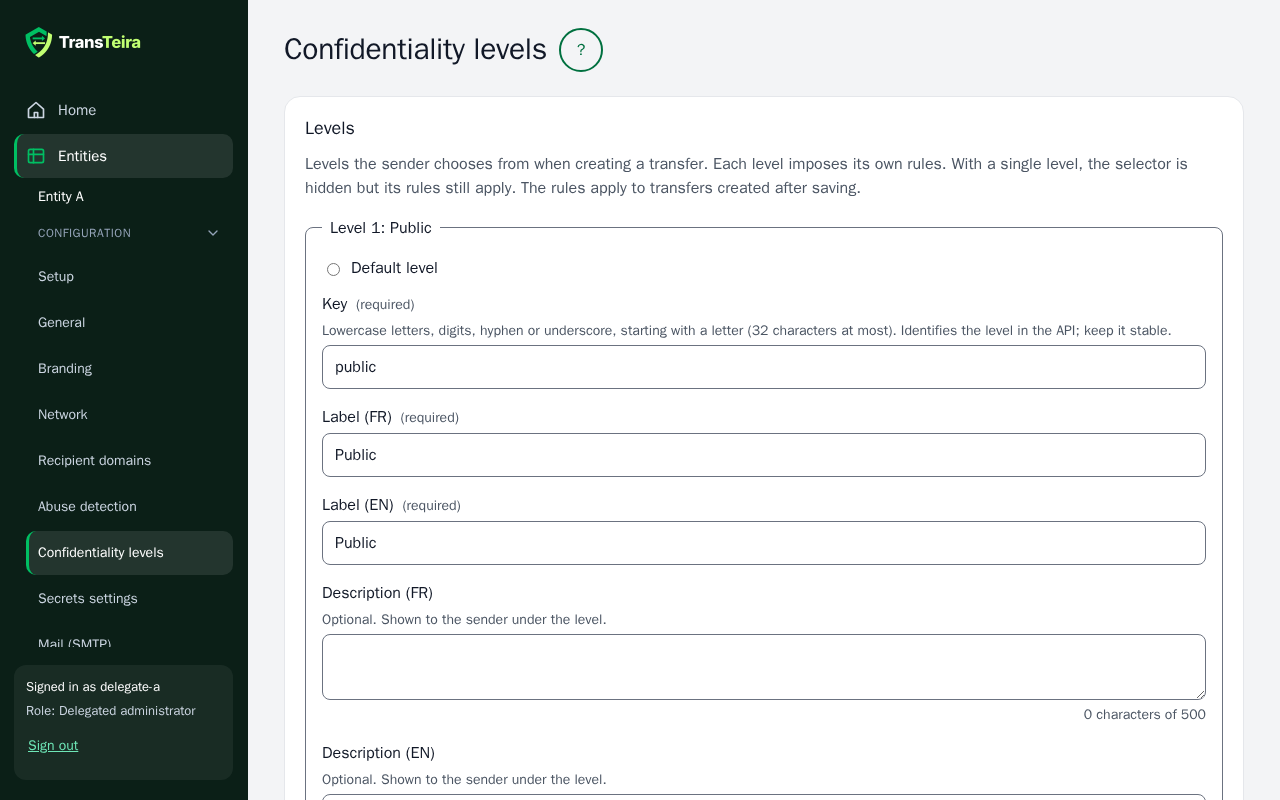 TransTeira
Home
Entities
Entity A
CONFIGURATION
Setup
General
Branding
Network
Recipient domains
Abuse detection
Confidentiality levels
Secrets settings
Mail (SMTP)
Signed in as delegate-a
Role: Delegated administrator
Sign out
Confidentiality levels ?
Levels
Levels the sender chooses from when creating a transfer. Each level imposes its own rules. With a single level, the selector is
hidden but its rules still apply. The rules apply to transfers created after saving.
Level 1: Public
Default level
Key (required)
Lowercase letters, digits, hyphen or underscore, starting with a letter (32 characters at most). Identifies the level in the API; keep it stable.
public
Label (FR) (required)
Public
Label (EN) (required)
Public
Description (FR)
Optional. Shown to the sender under the level.
0 characters of 500
Description (EN)
Optional. Shown to the sender under the level.